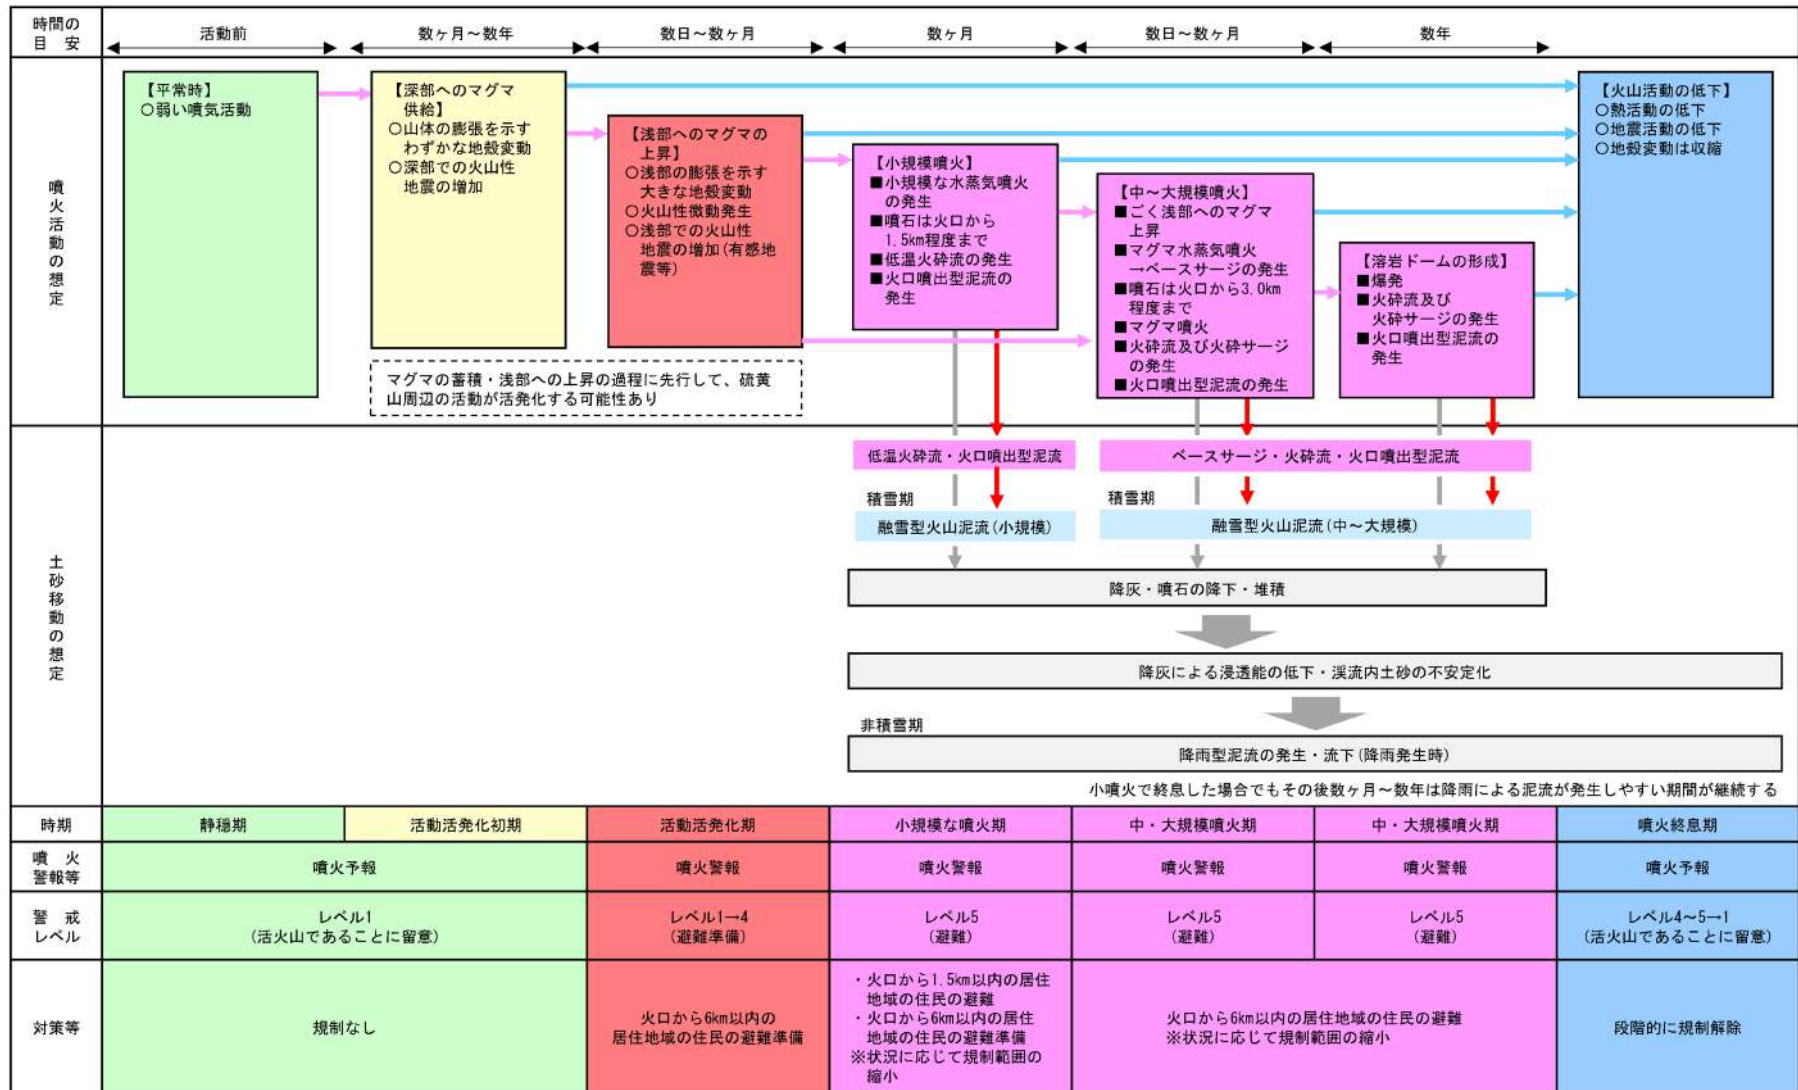 時間の
目　安
活動前
数ヶ月～数年
数日～数ヶ月
数ヶ月
数日～数ヶ月
数年
噴火活動の想定
【平常時】
○弱い噴気活動
【深部へのマグマ
供給】
○山体の膨張を示す
わずかな地殻変動
○深部での火山性
地震の増加
【浅部へのマグマの
上昇】
○浅部の膨張を示す
大きな地殻変動
○火山性微動発生
○浅部での火山性
地震の増加(有感地
震等)
マグマの蓄積・浅部への上昇の過程に先行して、硫黄
山周辺の活動が活発化する可能性あり
【小規模噴火】
■小規模な水蒸気噴火
の発生
■噴石は火口から
1.5km程度まで
■低温火砕流の発生
■火口噴出型泥流の
発生
【中～大規模噴火】
■ごく浅部へのマグマ
上昇
■マグマ水蒸気噴火
→ベースサージの発生
■噴石は火口から3.0km
程度まで
■マグマ噴火
■火砕流及び火砕サージ
の発生
■火口噴出型泥流の発生
【溶岩ドームの形成】
■爆発
■火砕流及び
火砕サージの発生
■火口噴出型泥流の
発生
【火山活動の低下】
○熱活動の低下
○地震活動の低下
○地殻変動は収縮
土砂移動の想定
低温火砕流・火口噴出型泥流
ベースサージ・火砕流・火口噴出型泥流
積雪期
積雪期
融雪型火山泥流(小規模)
融雪型火山泥流(中～大規模)
降灰・噴石の降下・堆積
降灰による浸透能の低下・渓流内土砂の不安定化
非積雪期
降雨型泥流の発生・流下(降雨発生時)
小噴火で終息した場合でもその後数ヶ月～数年は降雨による泥流が発生しやすい期間が継続する
時期
静穏期
活動活発化初期
活動活発化期
小規模な噴火期
中・大規模噴火期
中・大規模噴火期
噴火終息期
噴　火
警報等
噴火予報
噴火警報
噴火警報
噴火警報
噴火警報
噴火予報
警　戒
レベル
レベル1
(活火山であることに留意)
レベル1→4
(避難準備)
レベル5
(避難)
レベル5
(避難)
レベル5
(避難)
レベル4～5→1
(活火山であることに留意)
対策等
規制なし
火口から6km以内の
居住地域の住民の避難準備
・火口から1.5km以内の居住
地域の住民の避難
・火口から6km以内の居住
地域の住民の避難準備
※状況に応じて規制範囲の
縮小
火口から6km以内の居住地域の住民の避難
※状況に応じて規制範囲の縮小
段階的に規制解除